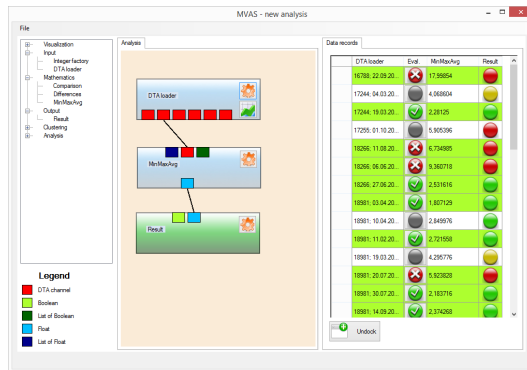 MVAS - new analysis
File
Visualization
Input
Integer factory
DTA loader
Mathematics
Comparison
Differences
MinMaxAvg
Output
Result
Clustering
Analysis
Legend
DTA channel
Boolean
List of Boolean
Float
List of Float
Analysis
DTA loader
MinMaxAvg
Result
Data records
DTA loader Eval. MinMaxAvg Result
16788; 22.09.20... 17,99854
17244; 04.03.20... 4,068604
17244; 19.03.20... 2,28125
17255; 01.10.20... 5,905396
18266; 11.08.20... 6,734985
18266; 06.06.20... 9,360718
18266; 27.06.20... 2,531616
18981; 03.04.20... 1,807129
18981; 10.04.20... 2,849976
18981; 11.02.20... 2,721558
18981; 19.03.20... 4,295776
18981; 20.07.20... 5,923828
18981; 30.07.20... 2,183716
18981; 14.09.20... 2,374268
Undock